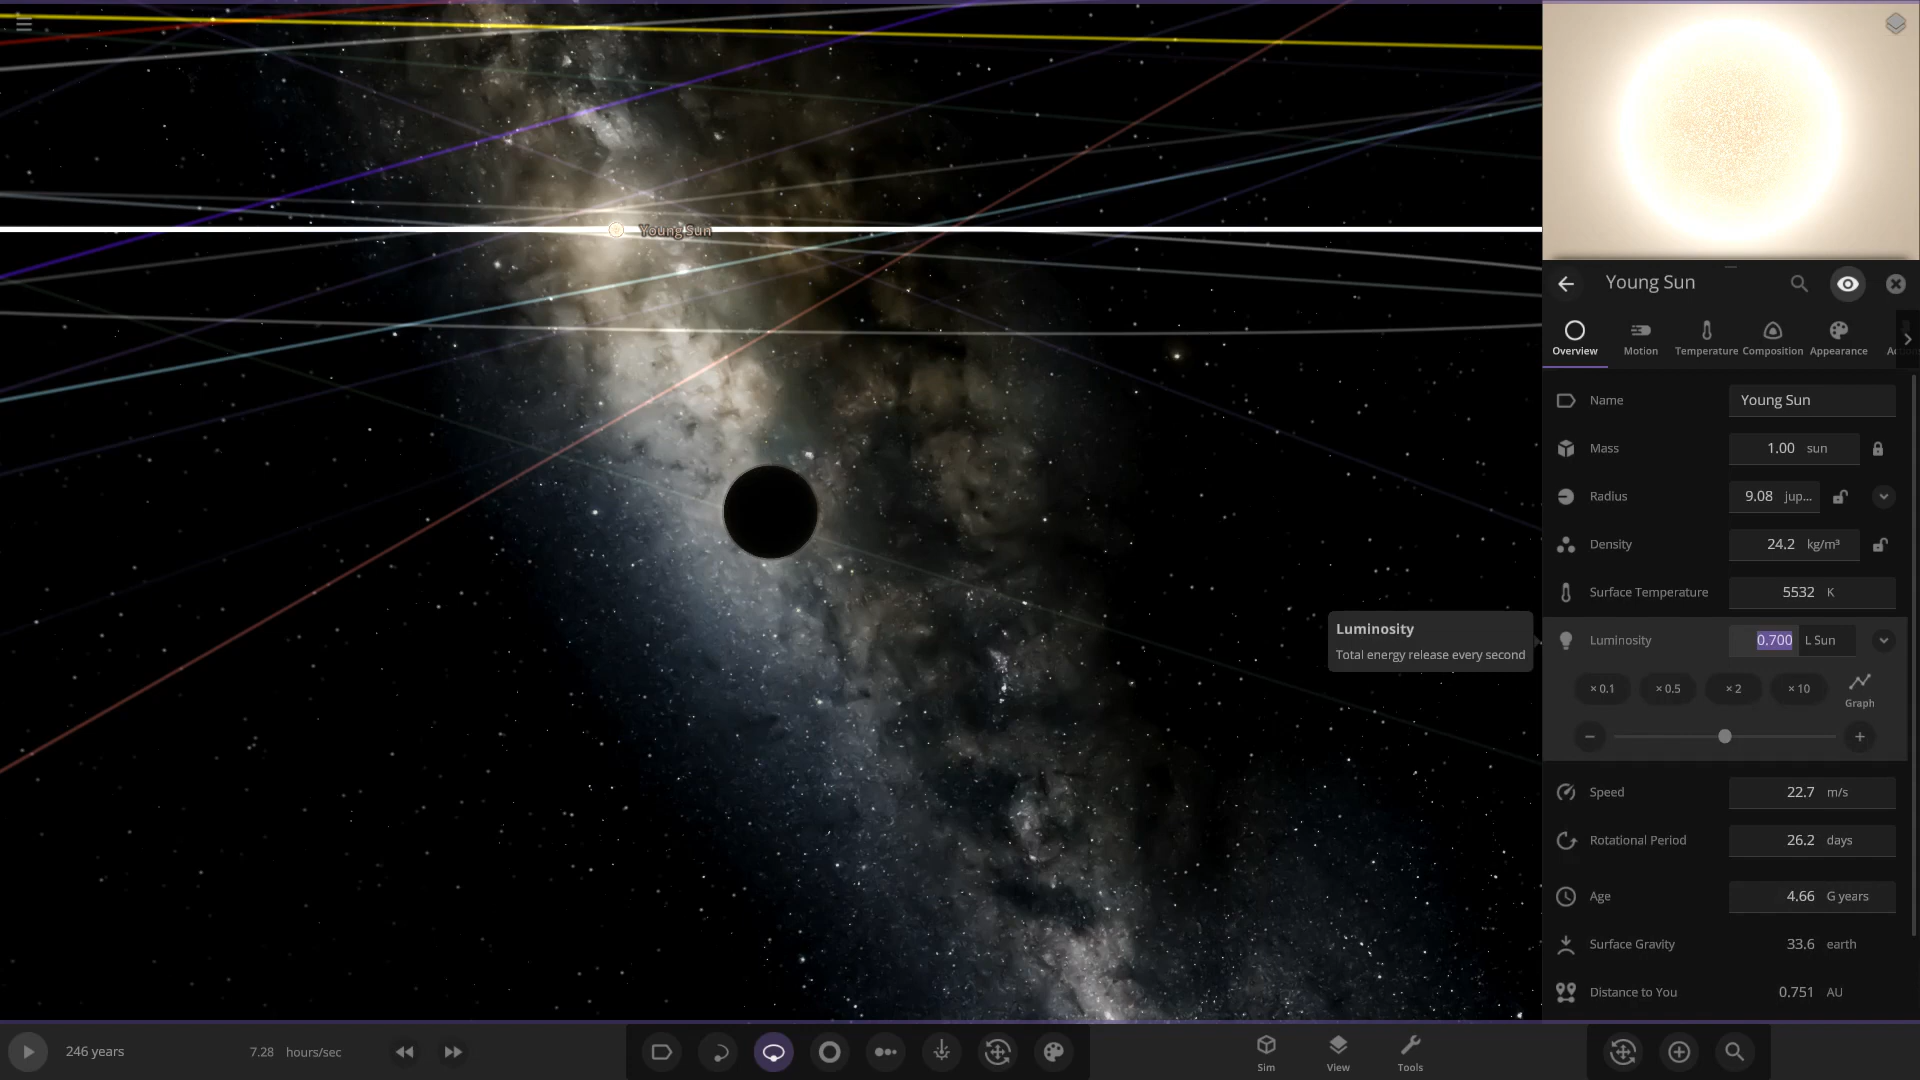 Young Sun
Young Sun
Overview
Motion
Temperature
Composition
Appearance
Name
Young Sun
Mass
1.00 sun
Radius
9.08 jup...
Density
24.2 kg/m³
Surface Temperature
5532 K
Luminosity
Total energy release every second
Luminosity
0.700 L Sun
× 0.1
× 0.5
× 2
× 10
Graph
Speed
22.7 m/s
Rotational Period
26.2 days
Age
4.66 G years
Surface Gravity
33.6 earth
Distance to You
0.751 AU
246 years
7.28 hours/sec
Sim
View
Tools